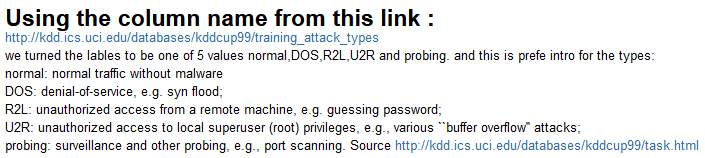 Using the column name from this link :
http://kdd.ics.uci.edu/databases/kddcup99/training_attack_types
we turned the lables to be one of 5 values normal,DOS,R2L,U2R and probing. and this is prefe intro for the types:
normal: normal traffic without malware
DOS: denial-of-service, e.g. syn flood;
R2L: unauthorized access from a remote machine, e.g. guessing password;
U2R: unauthorized access to local superuser (root) privileges, e.g., various ``buffer overflow'' attacks;
probing: surveillance and other probing, e.g., port scanning. Source http://kdd.ics.uci.edu/databases/kddcup99/task.html